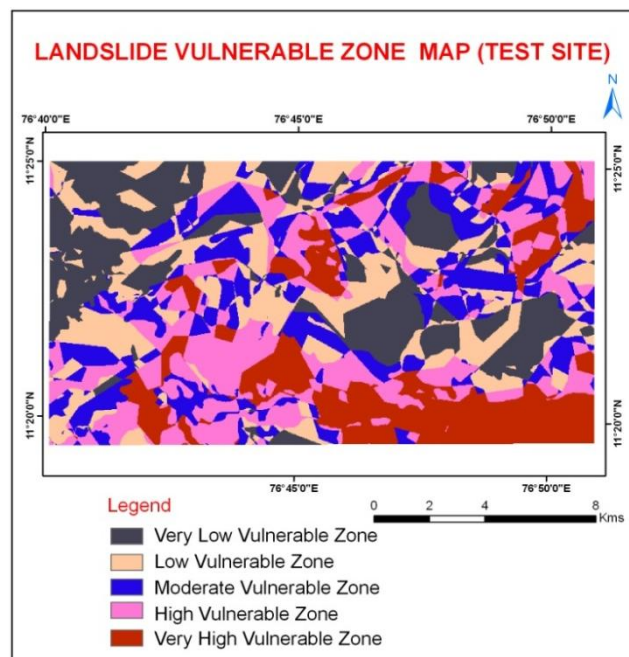 LANDSLIDE VULNERABLE ZONE MAP (TEST SITE)
N
76°40'0"E 76°45'0"E 76°50'0"E
11°25'0"N 11°25'0"N
11°20'0"N 11°20'0"N
76°45'0"E 76°50'0"E
Legend
0 2 4 8
Kms
Very Low Vulnerable Zone
Low Vulnerable Zone
Moderate Vulnerable Zone
High Vulnerable Zone
Very High Vulnerable Zone